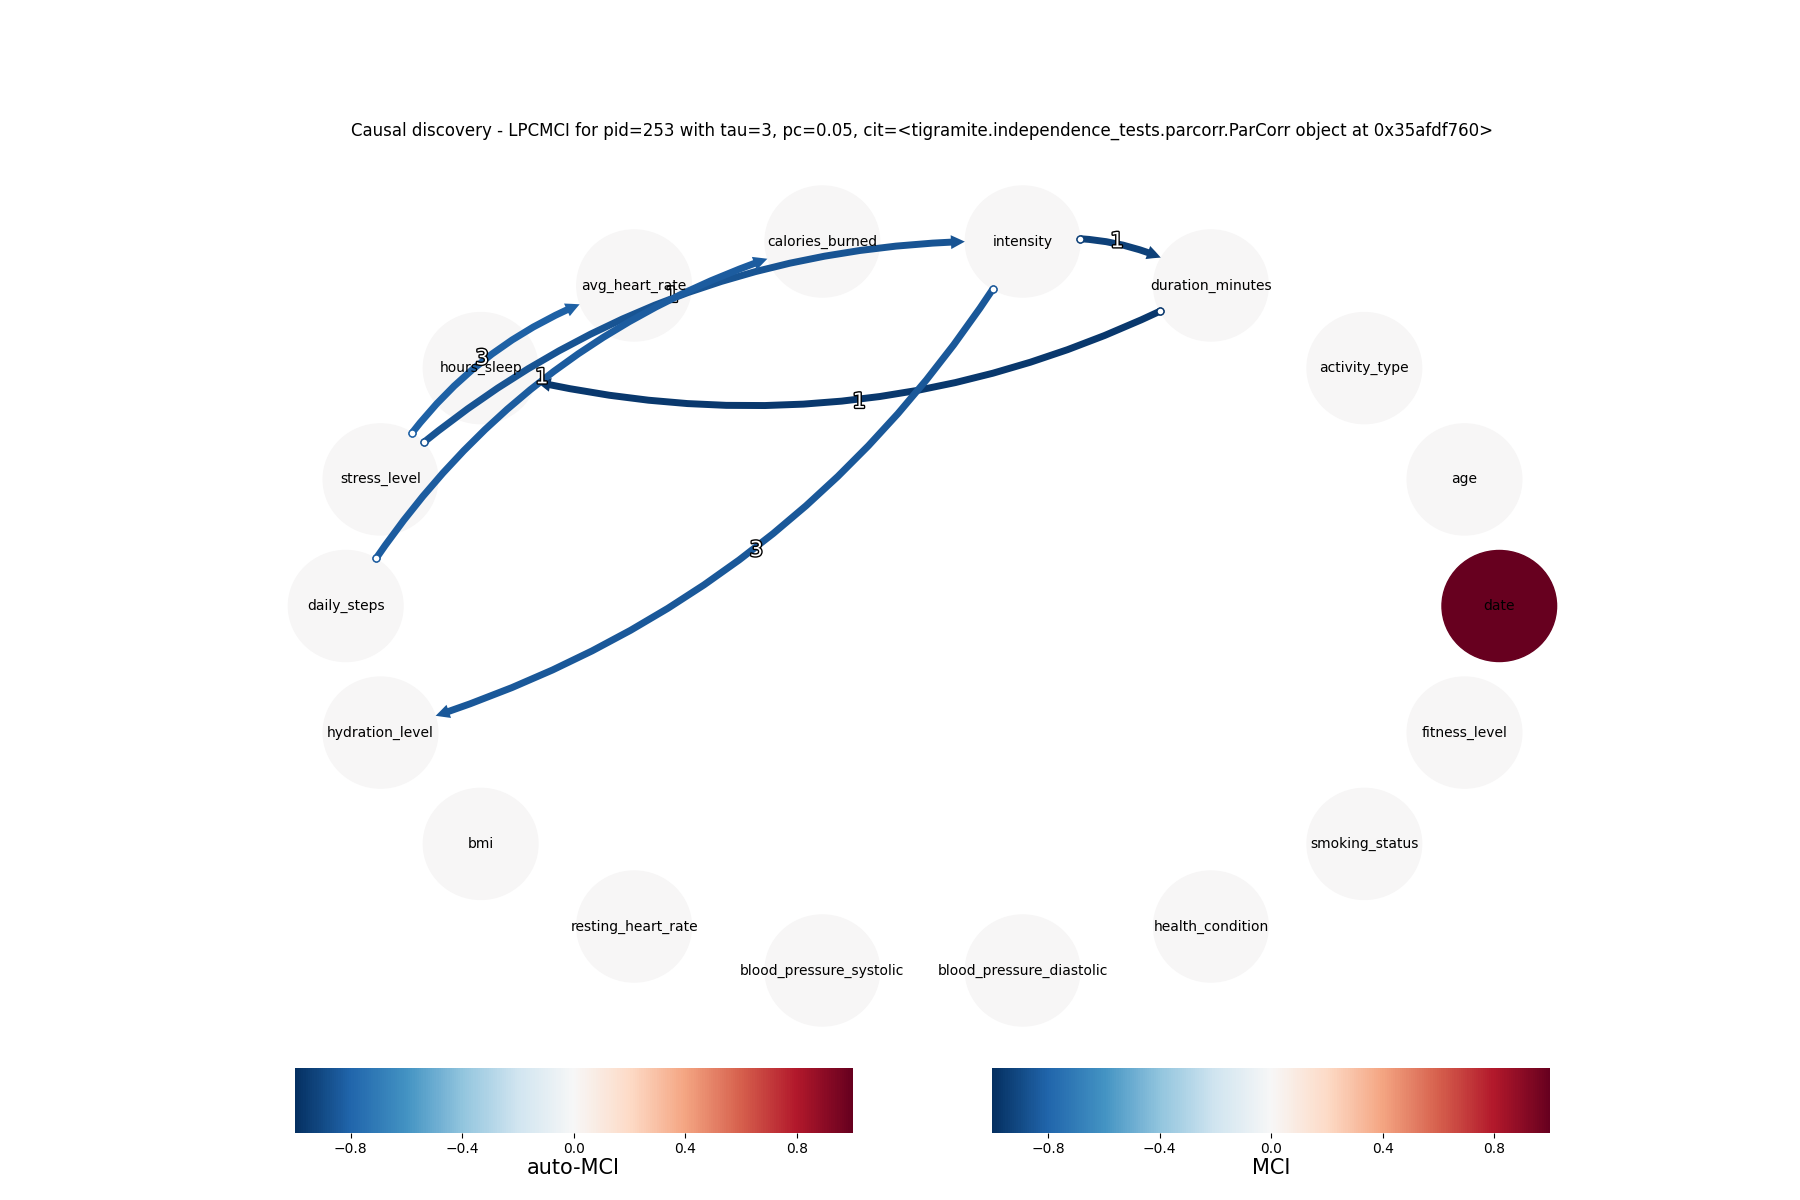 Causal discovery - LPCMCI for pid=253 with tau=3, pc=0.05, cit=<tigramite.independence_tests.parcorr.ParCorr object at 0x35afdf760>
calories_burned
intensity
1
avg_heart_rate
1
duration_minutes
3
hours_sleep
1
1
activity_type
stress_level
age
3
daily_steps
date
hydration_level
fitness_level
bmi
smoking_status
resting_heart_rate
health_condition
blood_pressure_systolic
blood_pressure_diastolic
−0.8 −0.4 0.0 0.4 0.8
auto-MCI
−0.8 −0.4 0.0 0.4 0.8
MCI